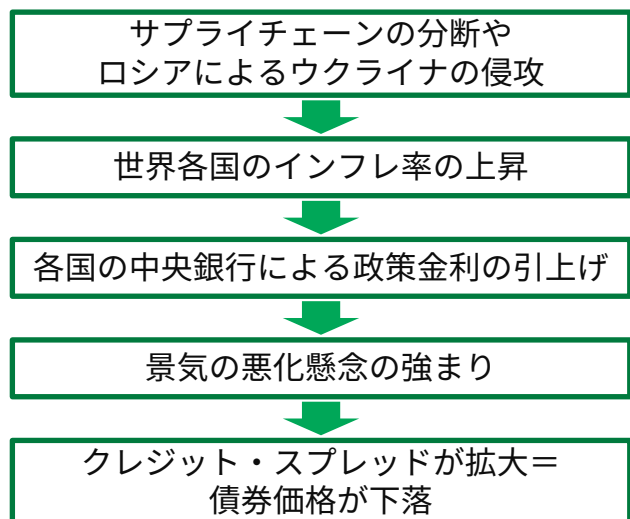 サプライチェーンの分断や
ロシアによるウクライナの侵攻
世界各国のインフレ率の上昇
各国の中央銀行による政策金利の引上げ
景気の悪化懸念の強まり
クレジット・スプレッドが拡大＝
債券価格が下落